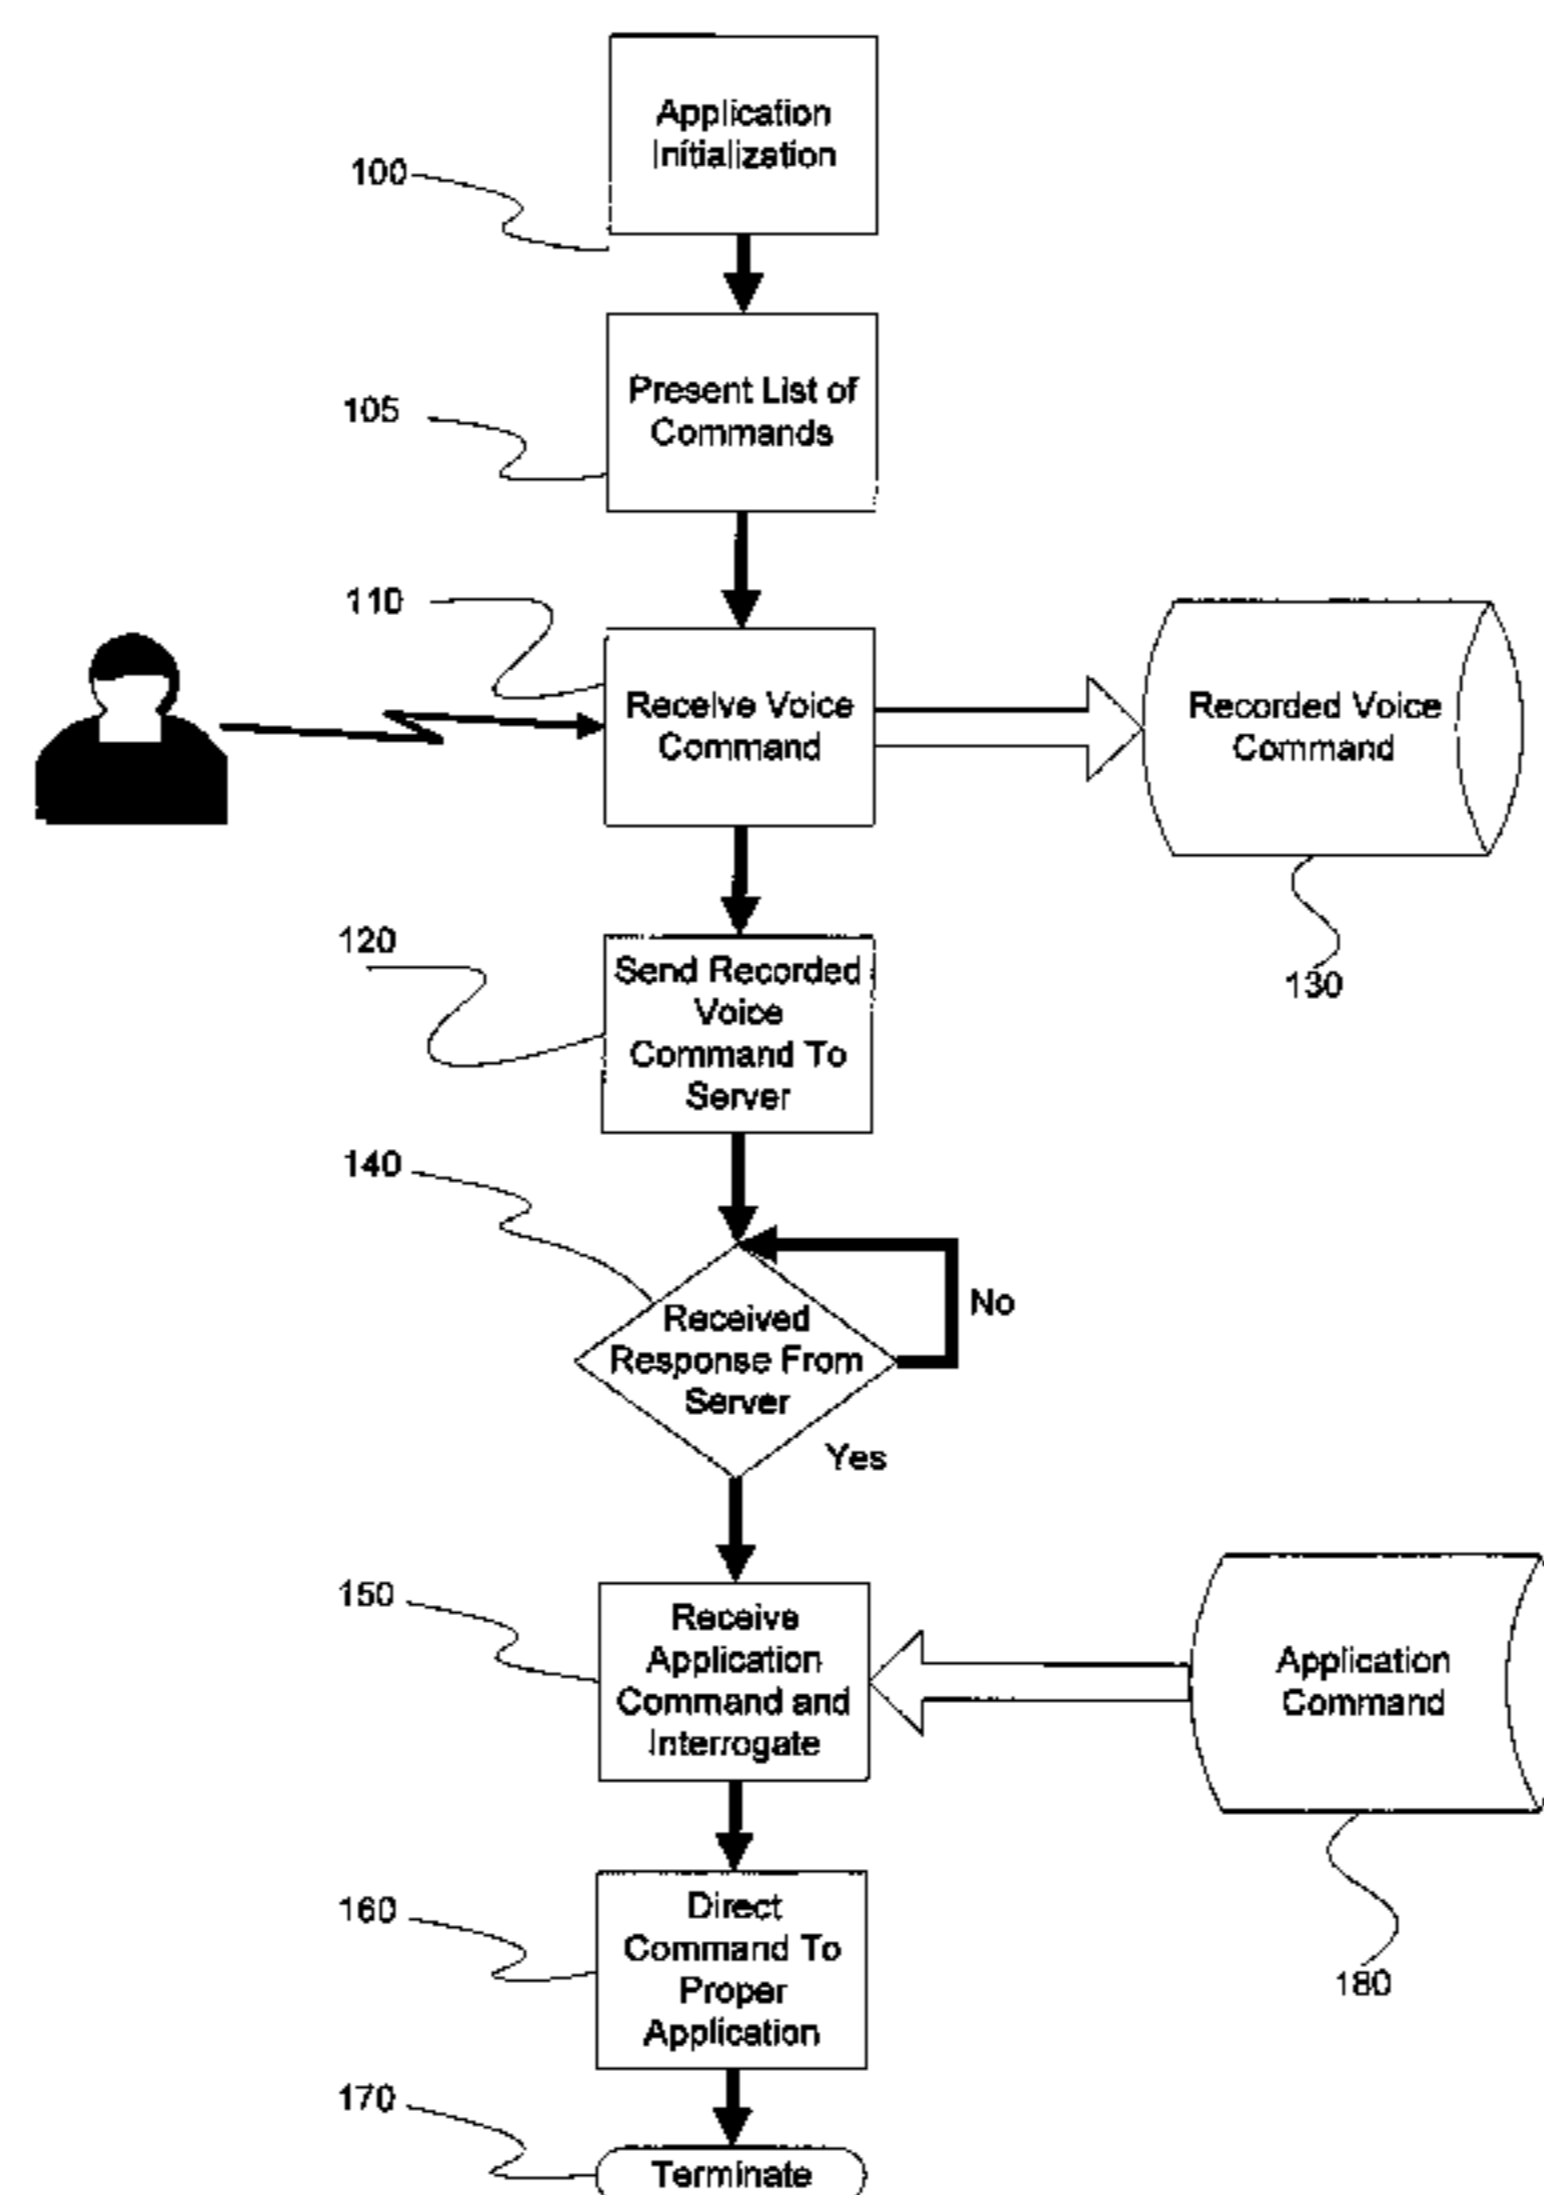 Application
Initialization
100
Present List of
Commands
105
110
Receive Voice
Command
Recorded Voice
Command
130
120
Send Recorded
Voice
Command To
Server
140
Received
Response From
Server
No
Yes
150
Receive
Application
Command and
Interrogate
Application
Command
180
160
Direct
Command To
Proper
Application
170
Terminate